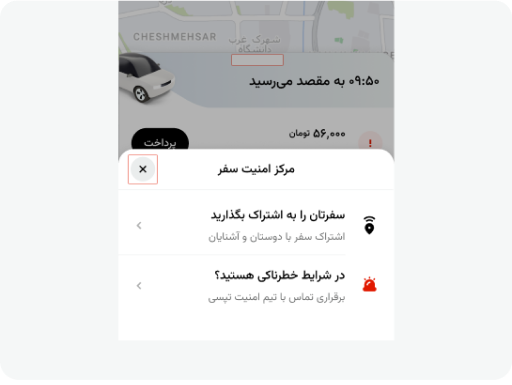 CHESHMEHSAR
شهرک غرب
دانشگاه
۰۹:۵۰ به مقصد می‌رسید
۵۶,۰۰۰ تومان
پرداخت
مرکز امنیت سفر
سفرتان را به اشتراک بگذارید
اشتراک سفر با دوستان و آشنایان
در شرایط خطرناکی هستید؟
برقراری تماس با تیم امنیت تپسی